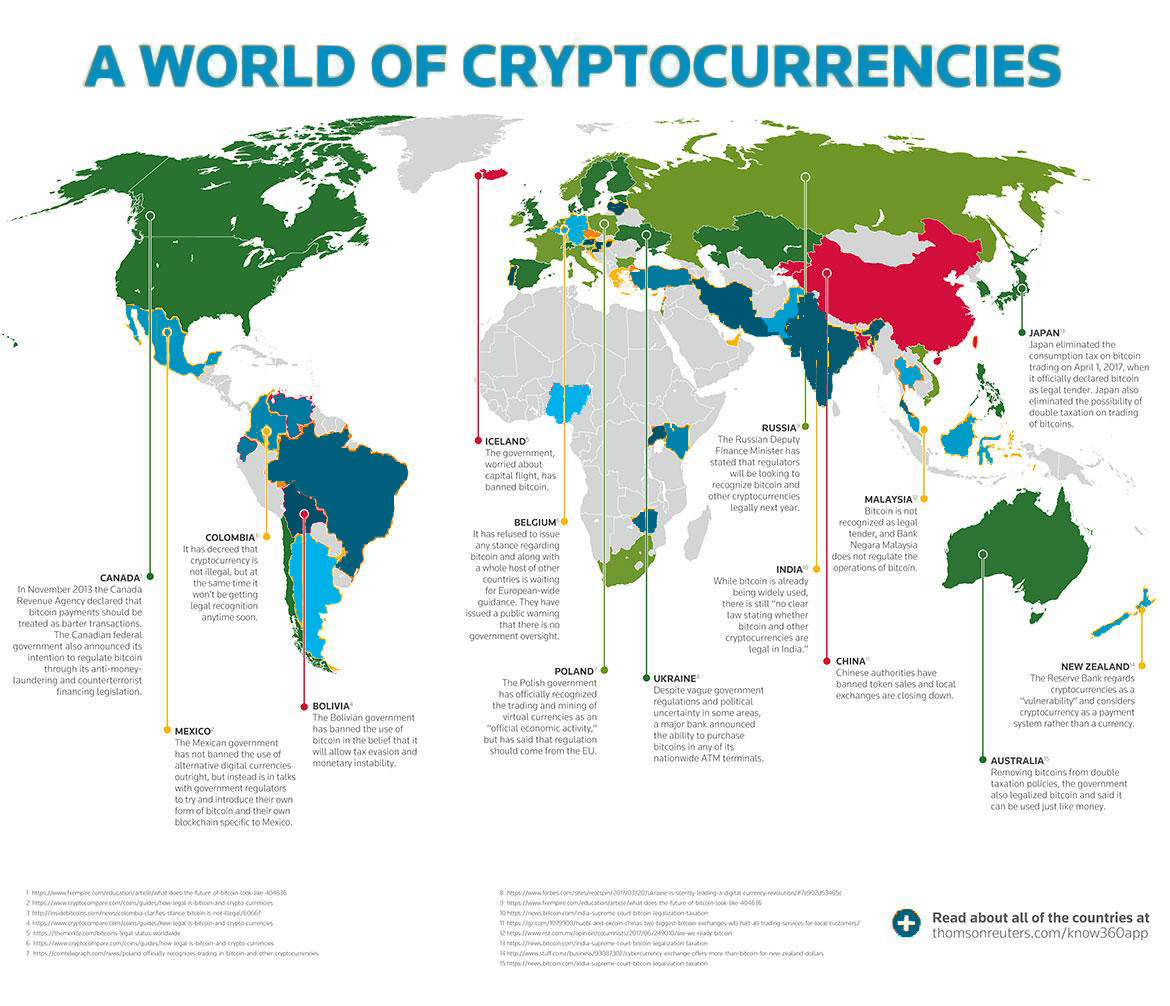 A WORLD OF CRYPTOCURRENCIES
JAPAN13
Japan eliminated the
consumption tax on bitcoin
trading on April 1, 2017, when
it officially declared bitcoin
as legal tender. Japan also
eliminated the possibility of
double taxation on trading
of bitcoins.
ICELAND5
The government,
worried about
capital flight, has
banned bitcoin.
RUSSIA9
The Russian Deputy
Finance Minister has
stated that regulators
will be looking to
recognize bitcoin and
other cryptocurrencies
legally next year.
MALAYSIA12
Bitcoin is not
recognized as legal
tender, and Bank
Negara Malaysia
does not regulate the
operations of bitcoin.
BELGIUM6
It has refused to issue
any stance regarding
bitcoin and along with
a whole host of other
countries is waiting
for European-wide
guidance. They have
issued a public warning
that there is no
government oversight.
COLOMBIA3
It has decreed that
cryptocurrency is
not illegal, but at
the same time it
won't be getting
legal recognition
anytime soon.
INDIA10
While bitcoin is already
being widely used,
there is still "no clear
law stating whether
bitcoin and other
cryptocurrencies are
legal in India."
CANADA1
In November 2013 the Canada
Revenue Agency declared that
bitcoin payments should be
treated as barter transactions.
The Canadian federal
government also announced its
intention to regulate bitcoin
through its anti-money-
laundering and counterterrorist
financing legislation.
CHINA11
Chinese authorities have
banned token sales and local
exchanges are closing down.
NEW ZEALAND14
The Reserve Bank regards
cryptocurrencies as a
"vulnerability" and considers
cryptocurrency as a payment
system rather than a currency.
POLAND7
The Polish government
has officially recognized
the trading and mining of
virtual currencies as an
"official economic activity,"
but has said that regulation
should come from the EU.
UKRAINE8
Despite vague government
regulations and political
uncertainty in some areas,
a major bank announced
the ability to purchase
bitcoins in any of its
nationwide ATM terminals.
BOLIVIA4
The Bolivian government
has banned the use of
bitcoin in the belief that it
will allow tax evasion and
monetary instability.
MEXICO2
The Mexican government
has not banned the use of
alternative digital currencies
outright, but instead is in talks
with government regulators
to try and introduce their own
form of bitcoin and their own
blockchain specific to Mexico.
AUSTRALIA15
Removing bitcoins from double
taxation policies, the government
also legalized bitcoin and said it
can be used just like money.
1 https://www.fxempire.com/education/article/what-does-the-future-of-bitcoin-look-like-404636
2 https://www.cryptocompare.com/coins/guides/how-legal-is-bitcoin-and-crypto-currencies
3 http://insidebitcoins.com/news/colombia-clarifies-stance-bitcoin-is-not-illegal/60667
4 https://www.cryptocompare.com/coins/guides/how-legal-is-bitcoin-and-crypto-currencies
5 https://themerkle.com/bitcoins-legal-status-worldwide
6 https://www.cryptocompare.com/coins/guides/how-legal-is-bitcoin-and-crypto-currencies
7 https://cointelegraph.com/news/poland-officially-recognizes-trading-in-bitcoin-and-other-cryptocurrencies
8 https://www.forbes.com/sites/realspin/2017/03/20/ukraine-is-silently-leading-a-digital-currency-revolution/#7e902d53465c
9 https://www.fxempire.com/education/article/what-does-the-future-of-bitcoin-look-like-404636
10 https://news.bitcoin.com/india-supreme-court-bitcoin-legalization-taxation
11 https://qz.com/1079900/huobi-and-okcoin-chinas-two-biggest-bitcoin-exchanges-will-halt-all-trading-services-for-local-customers/
12 https://www.nst.com.my/opinion/columnists/2017/06/249010/are-we-ready-bitcoin
13 https://news.bitcoin.com/india-supreme-court-bitcoin-legalization-taxation
14 http://www.stuff.co.nz/business/93087302/cybercurrency-exchange-offers-more-than-bitcoin-for-new-zealand-dollars
15 https://news.bitcoin.com/india-supreme-court-bitcoin-legalization-taxation
Read about all of the countries at
thomsonreuters.com/know360app